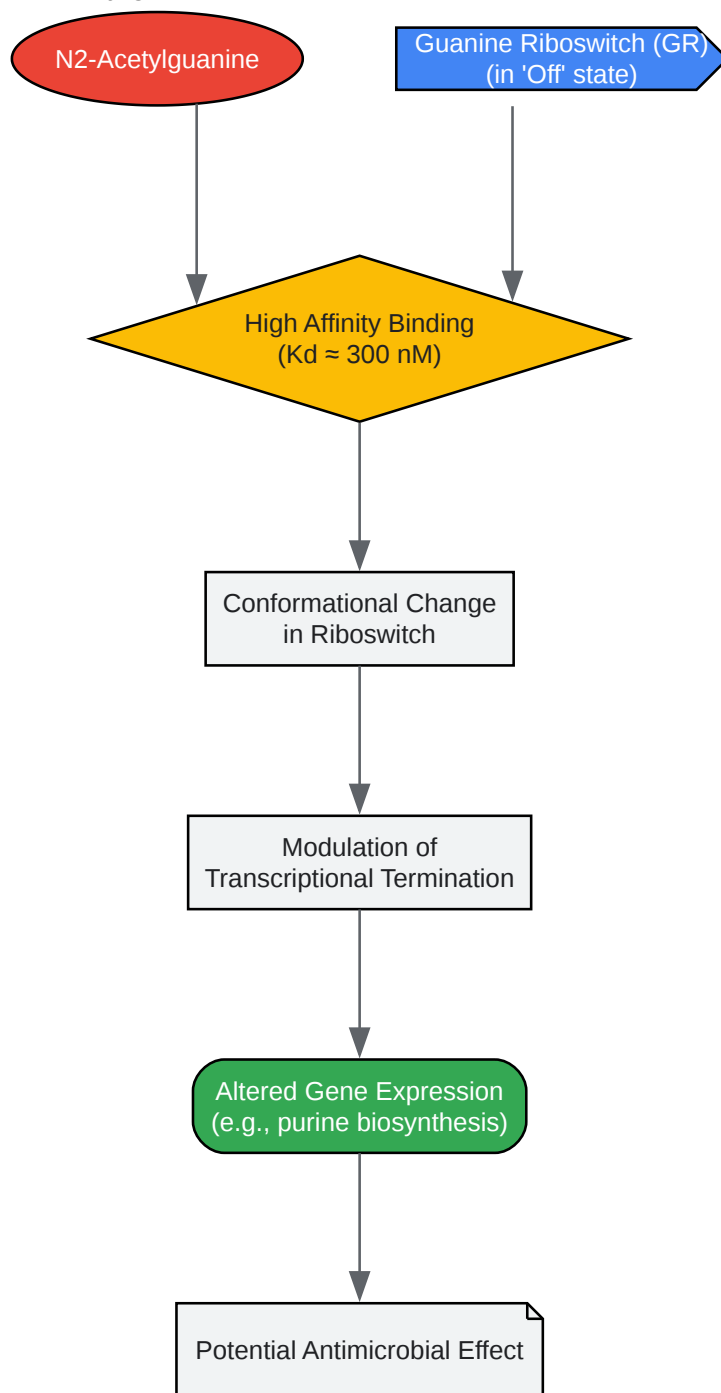 N2-Acetylguanine
Guanine Riboswitch (GR)
(in 'Off' state)
High Affinity Binding
(Kd ≈ 300 nM)
Conformational Change
in Riboswitch
Modulation of
Transcriptional Termination
Altered Gene Expression
(e.g., purine biosynthesis)
Potential Antimicrobial Effect